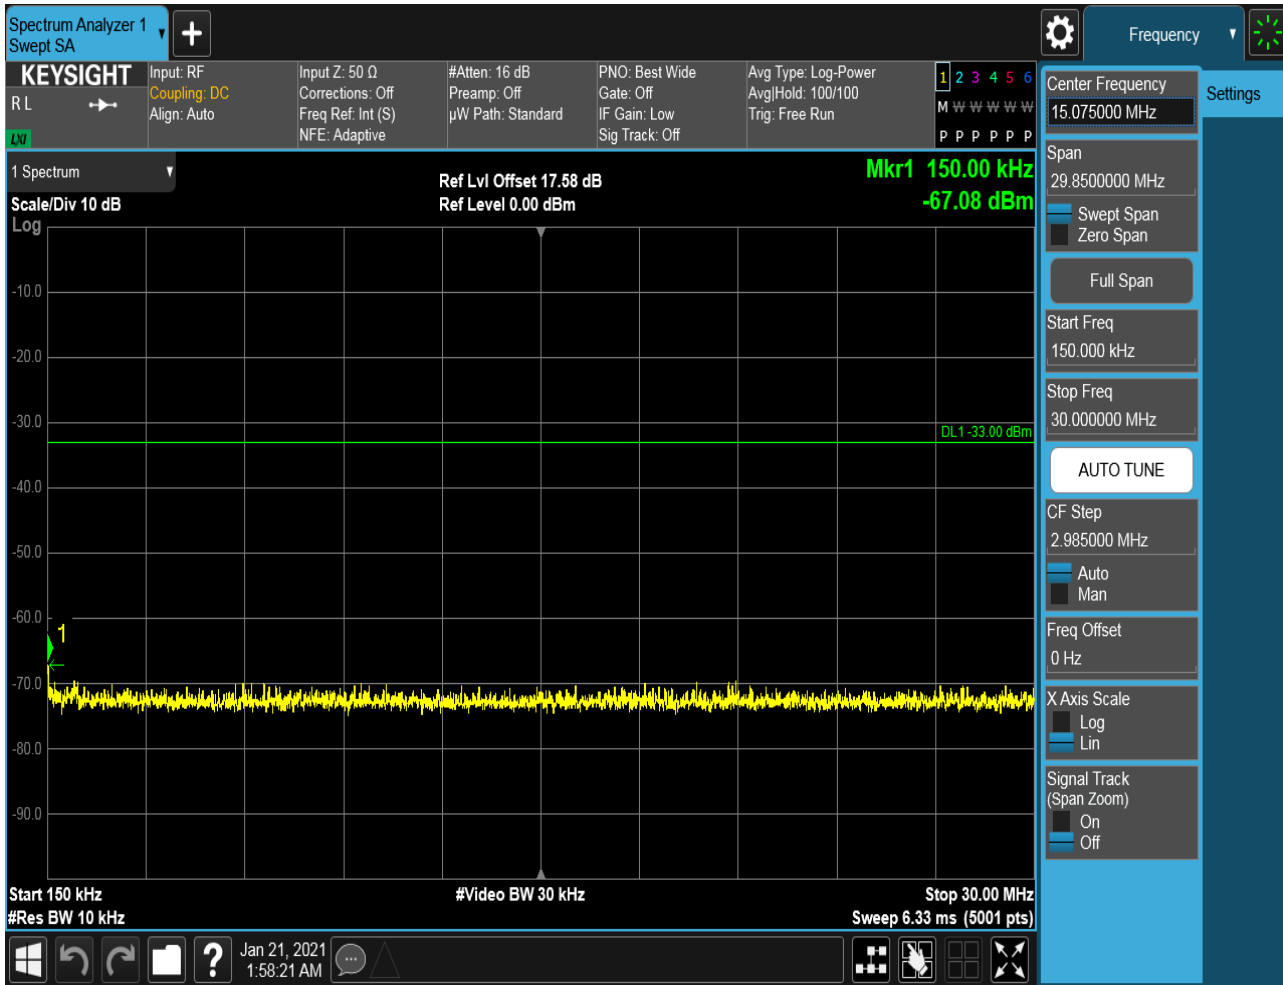 Spectrum Analyzer 1
Swept SA
+
Frequency
KEYSIGHT
R L
LXI
Input: RF
Coupling: DC
Align: Auto
Input Z: 50 Ω
Corrections: Off
Freq Ref: Int (S)
NFE: Adaptive
#Atten: 16 dB
Preamp: Off
µW Path: Standard
PNO: Best Wide
Gate: Off
IF Gain: Low
Sig Track: Off
Avg Type: Log-Power
Avg|Hold: 100/100
Trig: Free Run
1 2 3 4 5 6
M W W W W W
P P P P P P
1 Spectrum
Scale/Div 10 dB
Log
Ref Lvl Offset 17.58 dB
Ref Level 0.00 dBm
Mkr1 150.00 kHz
-67.08 dBm
-10.0
-20.0
-30.0
DL1 -33.00 dBm
-40.0
-50.0
-60.0
1
-70.0
-80.0
-90.0
Start 150 kHz
#Video BW 30 kHz
Stop 30.00 MHz
#Res BW 10 kHz
Sweep 6.33 ms (5001 pts)
?
Jan 21, 2021
1:58:21 AM
Center Frequency
15.075000 MHz
Settings
Span
29.8500000 MHz
Swept Span
Zero Span
Full Span
Start Freq
150.000 kHz
Stop Freq
30.000000 MHz
AUTO TUNE
CF Step
2.985000 MHz
Auto
Man
Freq Offset
0 Hz
X Axis Scale
Log
Lin
Signal Track
(Span Zoom)
On
Off